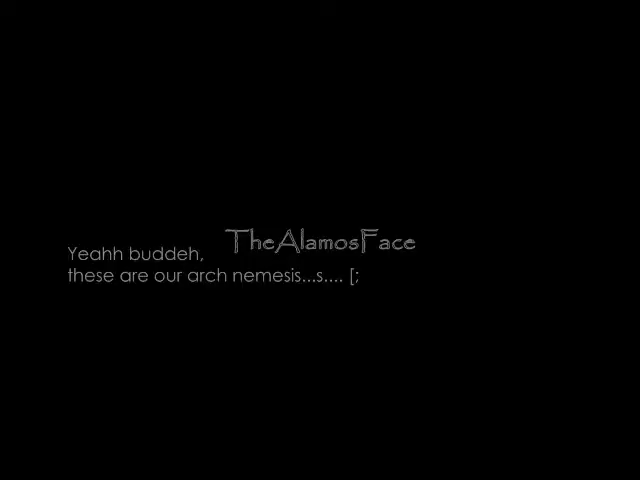 TheAlamosFace
Yeahh buddeh,
these are our arch nemesis...s.... [;